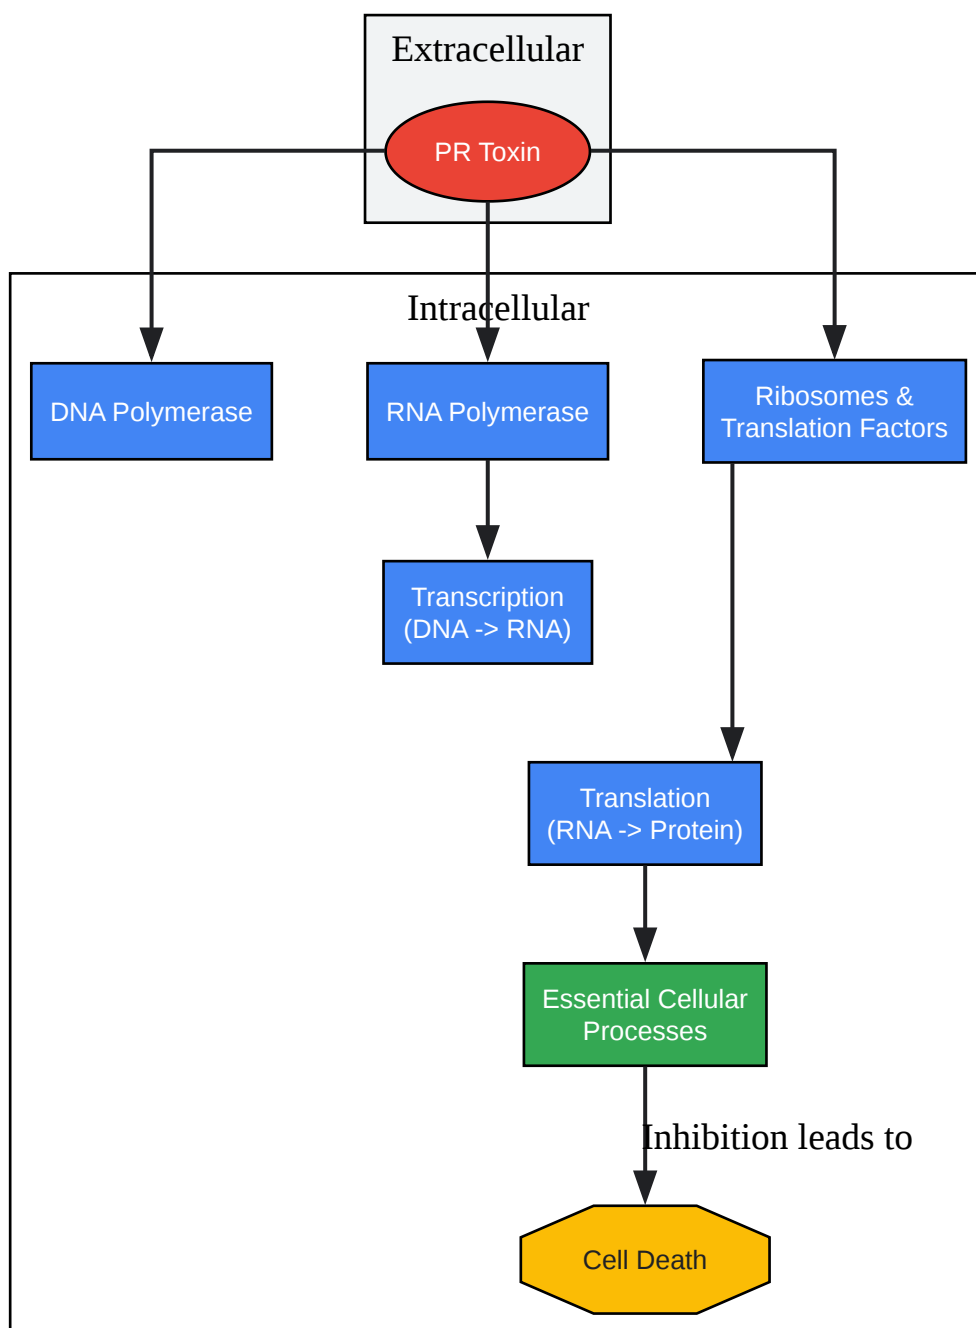 Extracellular
PR Toxin
Intracellular
DNA Polymerase
RNA Polymerase
Ribosomes &
Translation Factors
Transcription
(DNA -> RNA)
Translation
(RNA -> Protein)
Essential Cellular
Processes
Inhibition leads to
Cell Death